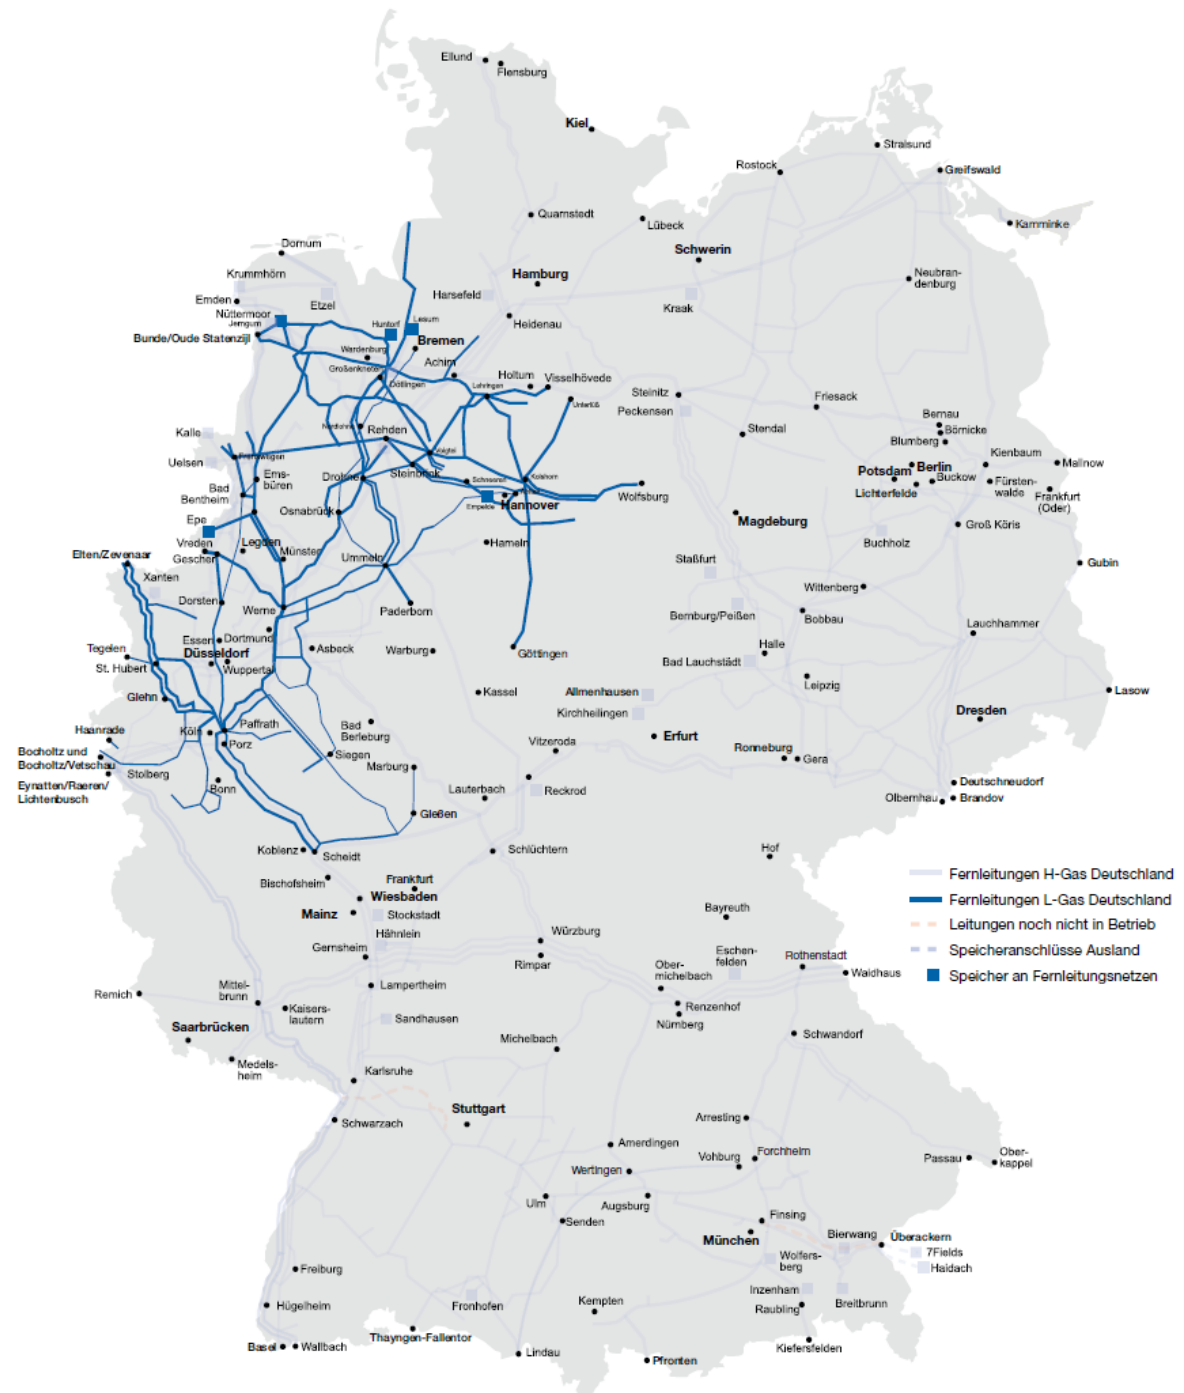 Ellund
Flensburg
Kiel
Stralsund
Rostock
Greifswald
Quarnstedt
Lübeck
Kamminke
Dornum
Schwerin
Krummhörn
Hamburg
Neubran-
denburg
Emden
Etzel
Harsefeld
Kraak
Nüttermoor
Jemgum
Huntorf
Lesum
Heidenau
Bunde/Oude Statenzijl
Bremen
Wardenburg
Achim
Großenkneten
Dötlingen
Holtum
Visselhövede
Lehringen
Steinitz
Friesack
Unterlüß
Peckensen
Bernau
Börnicke
Kalle
Nordlohne
Rehden
Stendal
Blumberg
Kienbaum
Voigtei
Uelsen
Frensw​egen
Mallnow
Ems-
büren
Drohne
Steinbrink
Potsdam
Berlin
Buckow
Schneeren
Kolshorn
Fürsten-
walde
Bad
Bentheim
Lichterfelde
Frankfurt
(Oder)
Wolfsburg
Empelde
Hannover
Osnabrück
Epe
Magdeburg
Groß Köris
Buchholz
Vreden
Legden
Hameln
Elten/Zevenaar
Gescher
Münster
Ummeln
Staßfurt
Gubin
Xanten
Wittenberg
Dorsten
Werne
Paderborn
Bernburg/Peißen
Bobbau
Lauchhammer
Essen
Dortmund
Tegelen
Düsseldorf
Asbeck
Warburg
Göttingen
Halle
St. Hubert
Wuppertal
Bad Lauchstädt
Leipzig
Glehn
Kassel
Allmenhausen
Lasow
Kirchheilingen
Dresden
Haanrade
Köln
Paffrath
Bad
Berleburg
Porz
Vitzeroda
Erfurt
Ronneburg
Gera
Bocholtz und
Bocholtz/Vetschau
Siegen
Stolberg
Marburg
Eynatten/Raeren/
Lichtenbusch
Bonn
Lauterbach
Reckrod
Deutschneudorf
Olbernhau
Brandov
Gießen
Koblenz
Scheidt
Schlüchtern
Hof
Bischofsheim
Frankfurt
Wiesbaden
Mainz
Stockstadt
Bayreuth
Hähnlein
Würzburg
Gernsheim
Eschen-
felden
Rothenstadt
Rimpar
Ober-
michelbach
Waidhaus
Mittel-
brunn
Lampertheim
Remich
Renzenhof
Kaisers-
lautern
Nürnberg
Saarbrücken
Sandhausen
Schwandorf
Michelbach
Medels-
heim
Karlsruhe
Stuttgart
Schwarzach
Arresting
Amerdingen
Vohburg
Forchheim
Passau
Ober-
kappel
Wertingen
Ulm
Augsburg
Senden
Finsing
München
Bierwang
Überackern
7Fields
Haidach
Wolfers-
berg
Freiburg
Inzenham
Raubling
Breitbrunn
Hügelheim
Fronhofen
Kempten
Kiefersfelden
Thayngen-Fallentor
Basel
Wallbach
Lindau
Pfronten
Fernleitungen H-Gas Deutschland
Fernleitungen L-Gas Deutschland
Leitungen noch nicht in Betrieb
Speicheranschlüsse Ausland
Speicher an Fernleitungsnetzen